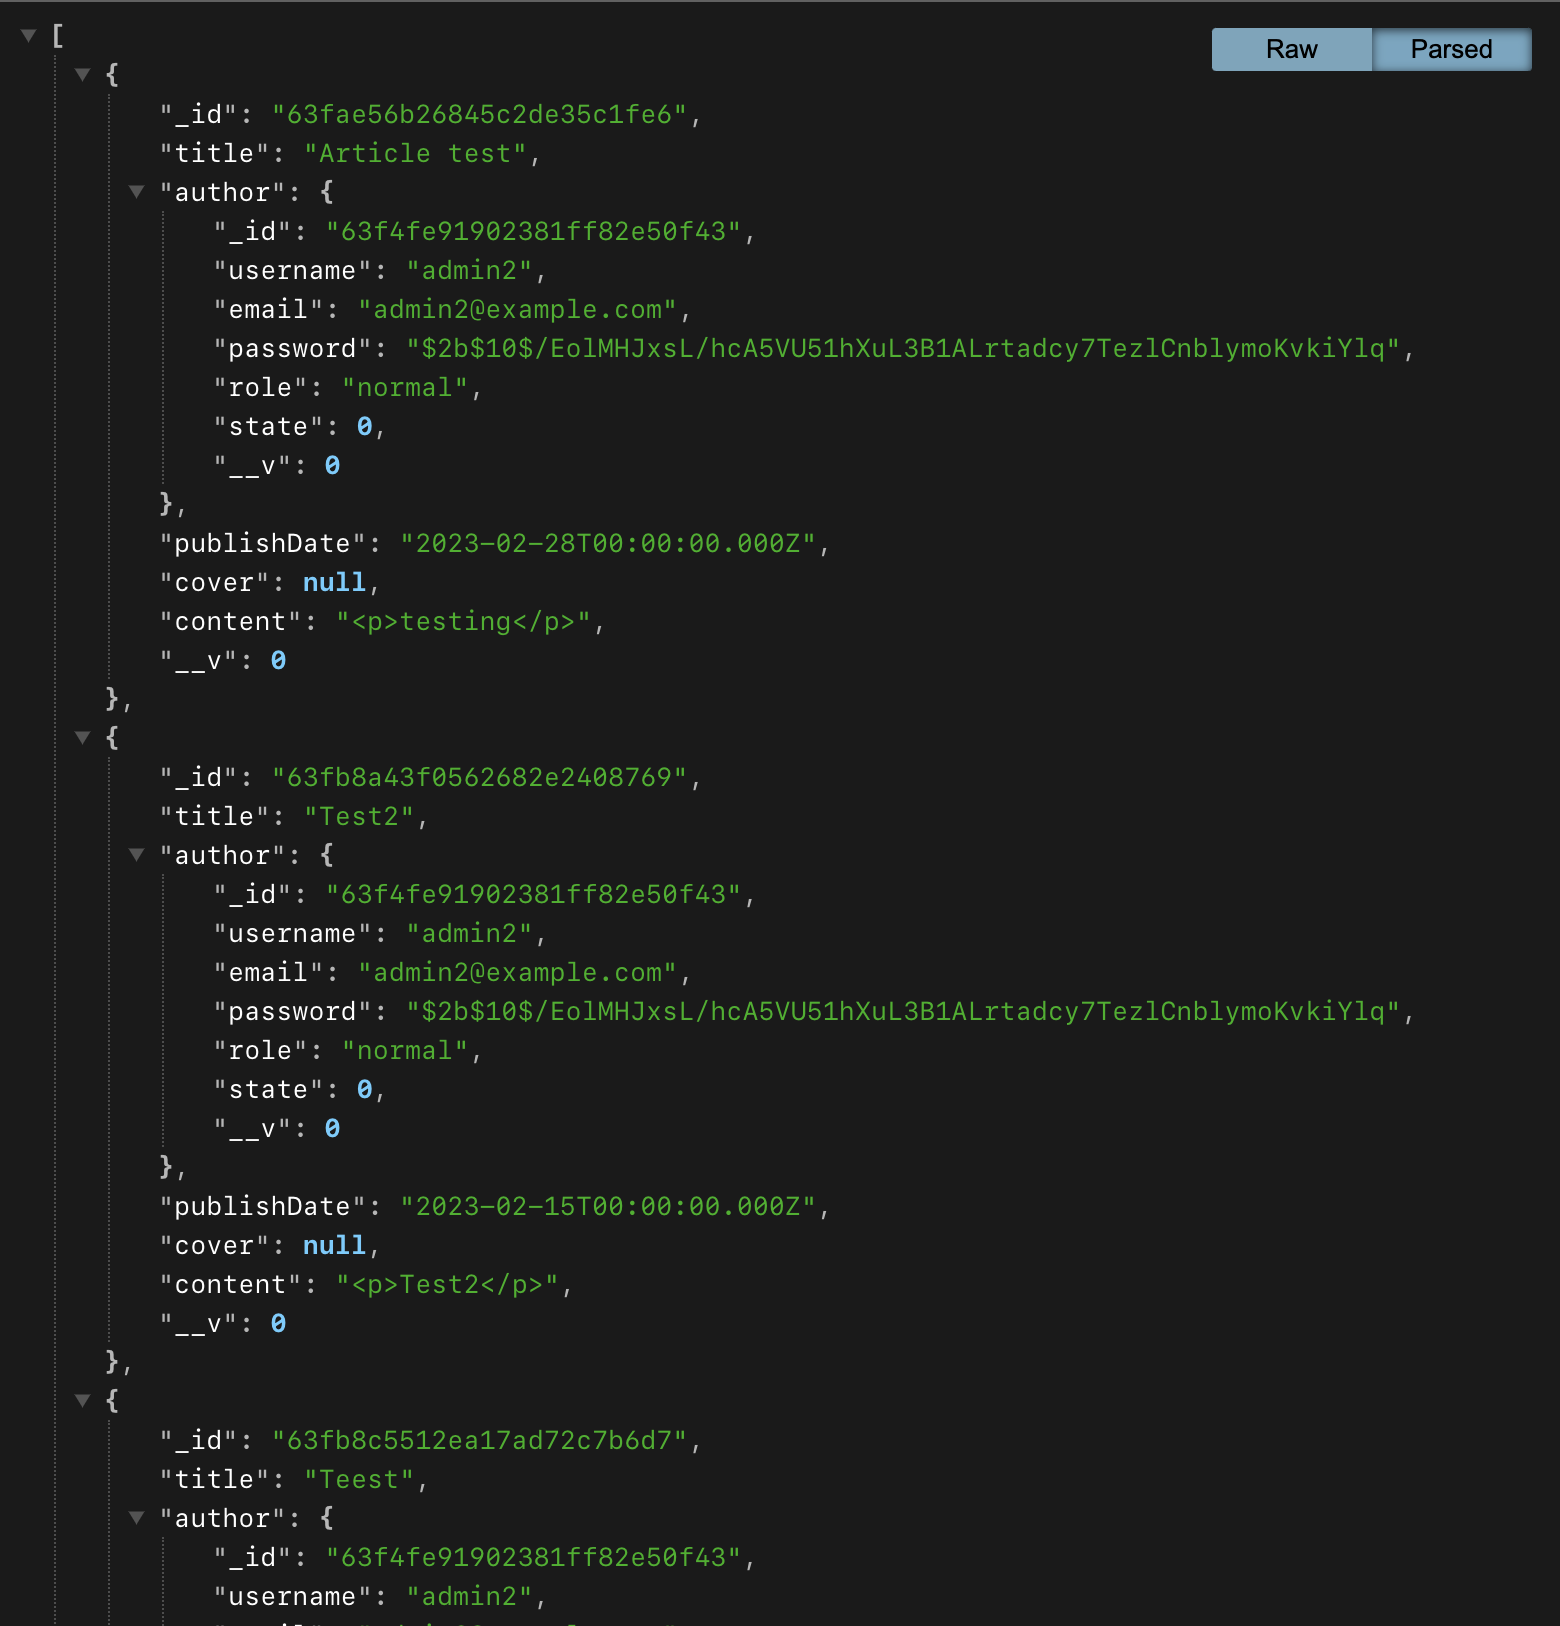 [
Raw
Parsed
{
"_id": "63fae56b26845c2de35c1fe6",
"title": "Article test",
"author": {
"_id": "63f4fe91902381ff82e50f43",
"username": "admin2",
"email": "admin2@example.com",
"password": "$2b$10$/EolMHJxsL/hcA5VU51hXuL3B1ALrtadcy7TezlCnblymoKvkiYlq",
"role": "normal",
"state": 0,
"__v": 0
},
"publishDate": "2023-02-28T00:00:00.000Z",
"cover": null,
"content": "<p>testing</p>",
"__v": 0
},
{
"_id": "63fb8a43f0562682e2408769",
"title": "Test2",
"author": {
"_id": "63f4fe91902381ff82e50f43",
"username": "admin2",
"email": "admin2@example.com",
"password": "$2b$10$/EolMHJxsL/hcA5VU51hXuL3B1ALrtadcy7TezlCnblymoKvkiYlq",
"role": "normal",
"state": 0,
"__v": 0
},
"publishDate": "2023-02-15T00:00:00.000Z",
"cover": null,
"content": "<p>Test2</p>",
"__v": 0
},
{
"_id": "63fb8c5512ea17ad72c7b6d7",
"title": "Teest",
"author": {
"_id": "63f4fe91902381ff82e50f43",
"username": "admin2",